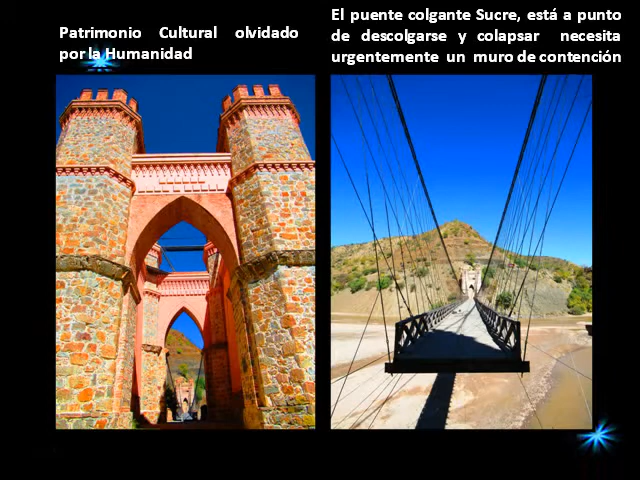 Patrimonio Cultural olvidado
por la Humanidad
El puente colgante Sucre, está a punto
de descolgarse y colapsar necesita
urgentemente un muro de contención